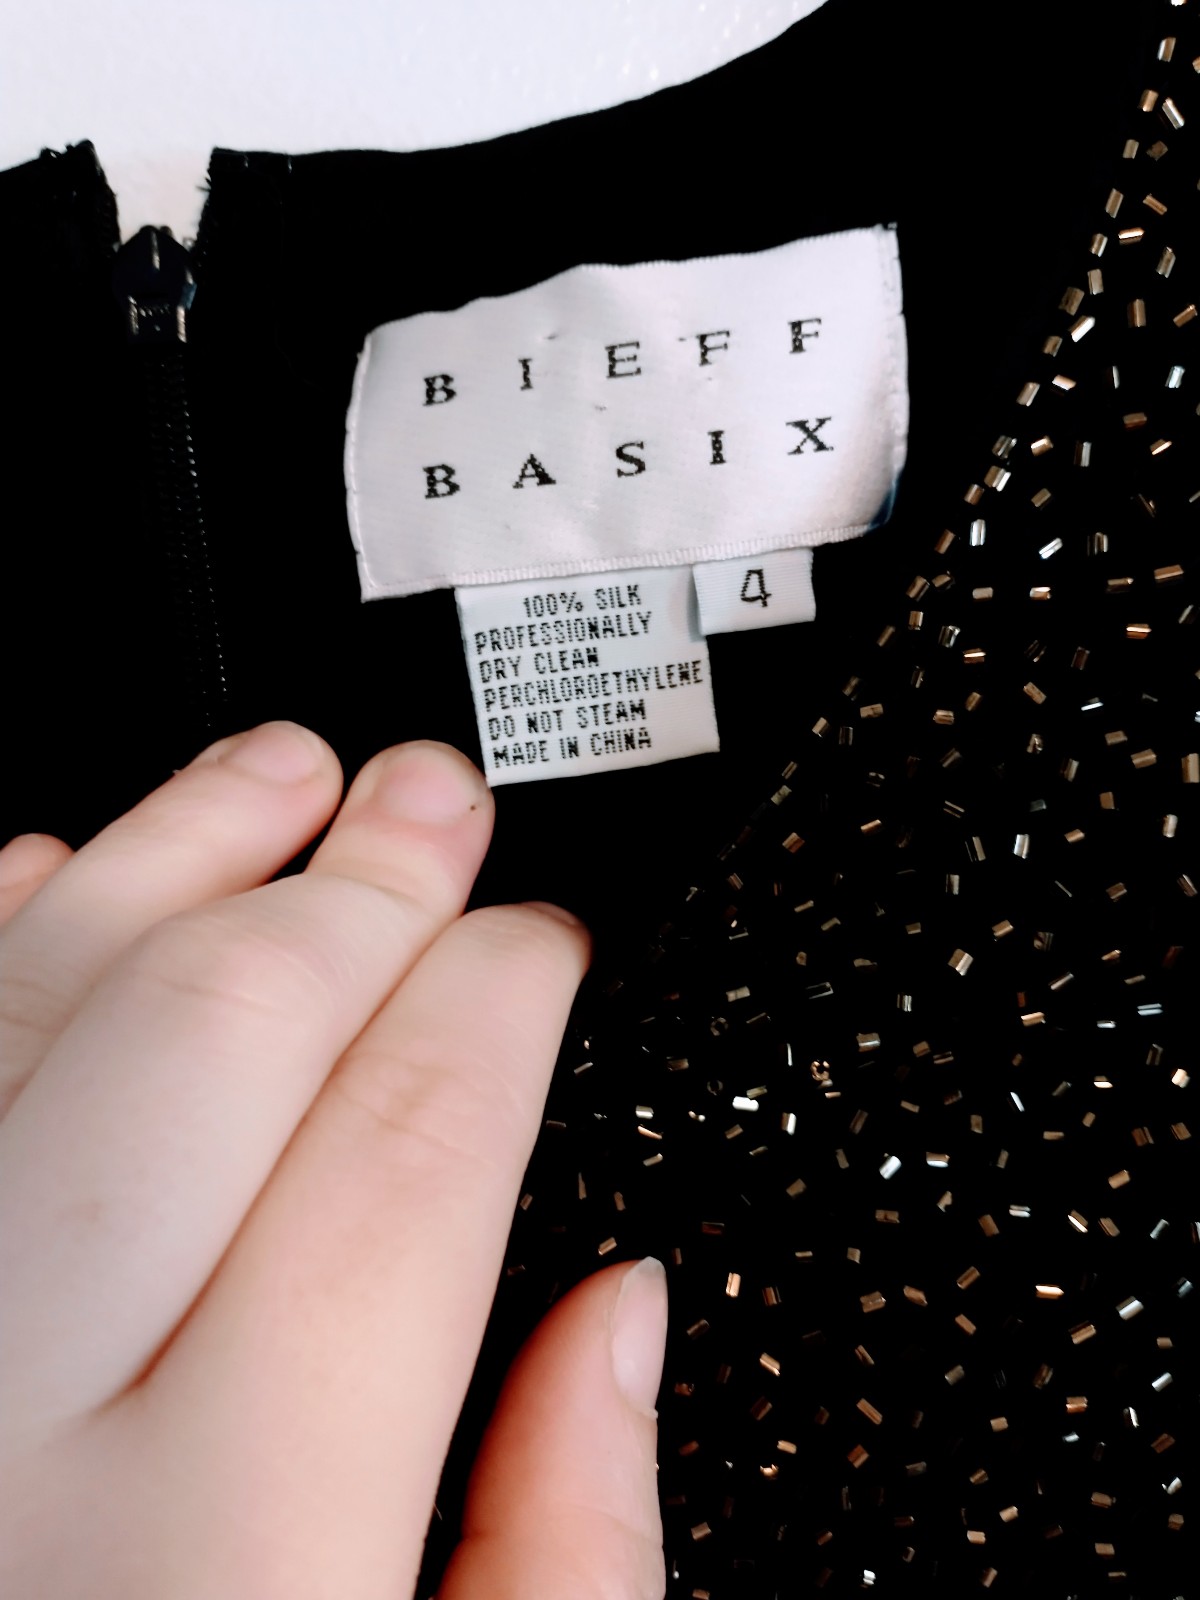 BIEFF
BASIX
4
100% SILK
PROFESSIONALLY
DRY CLEAN
PERCHLOROETHYLENE
DO NOT STEAM
MADE IN CHINA